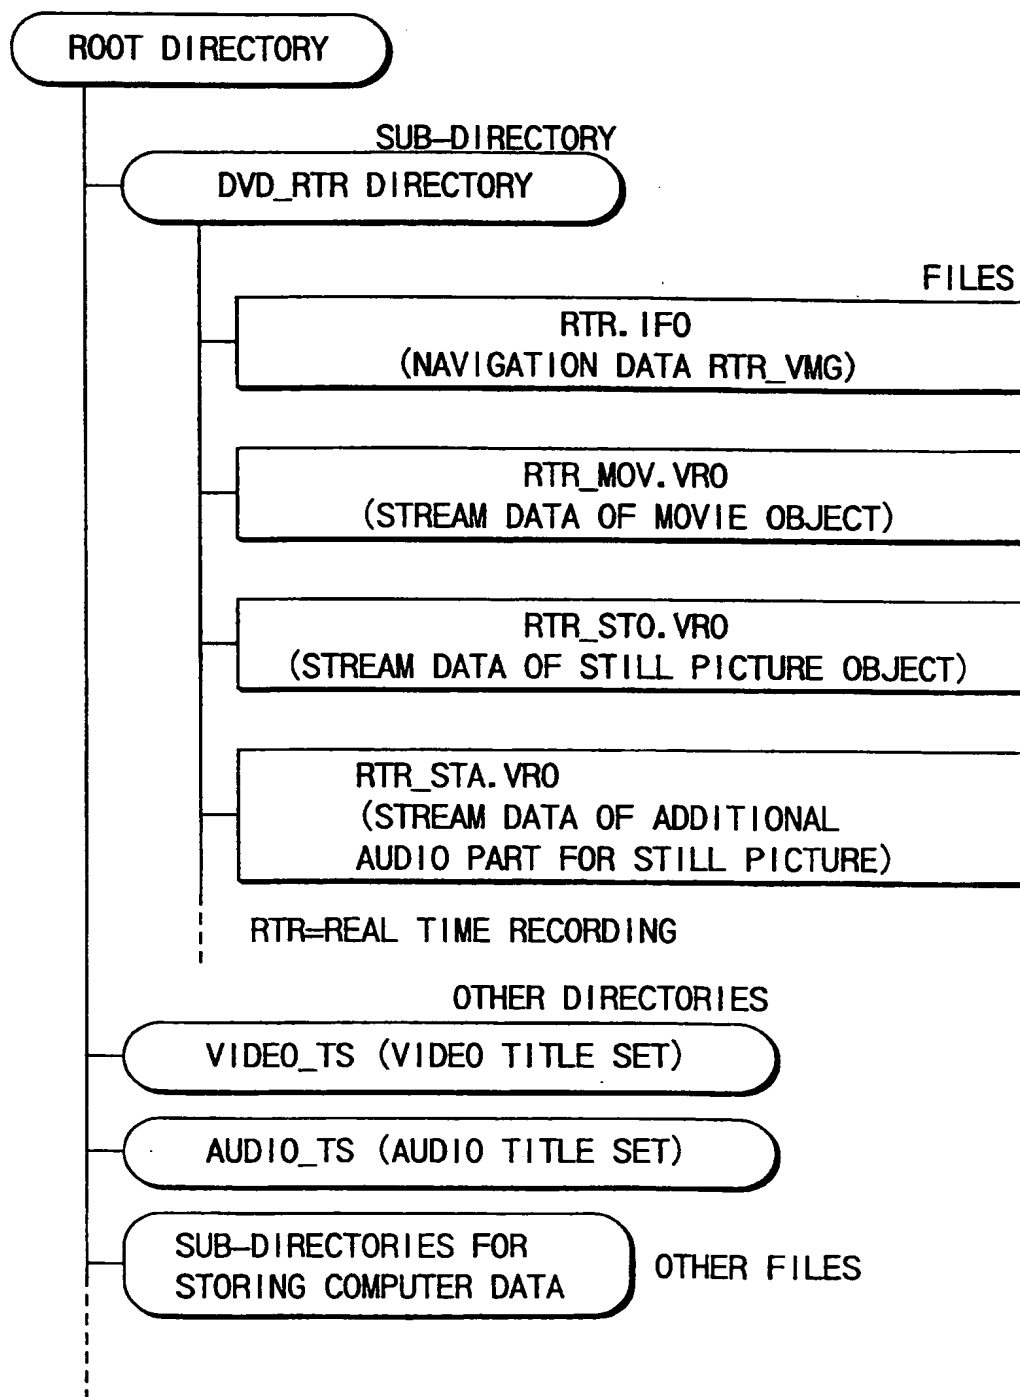 ROOT DIRECTORY
SUB-DIRECTORY
DVD_RTR DIRECTORY
FILES
RTR.IFO
(NAVIGATION DATA RTR_VMG)
RTR_MOV.VRO
(STREAM DATA OF MOVIE OBJECT)
RTR_STO.VRO
(STREAM DATA OF STILL PICTURE OBJECT)
RTR_STA.VRO
(STREAM DATA OF ADDITIONAL
AUDIO PART FOR STILL PICTURE)
RTR=REAL TIME RECORDING
OTHER DIRECTORIES
VIDEO_TS (VIDEO TITLE SET)
AUDIO_TS (AUDIO TITLE SET)
SUB-DIRECTORIES FOR
STORING COMPUTER DATA
OTHER FILES